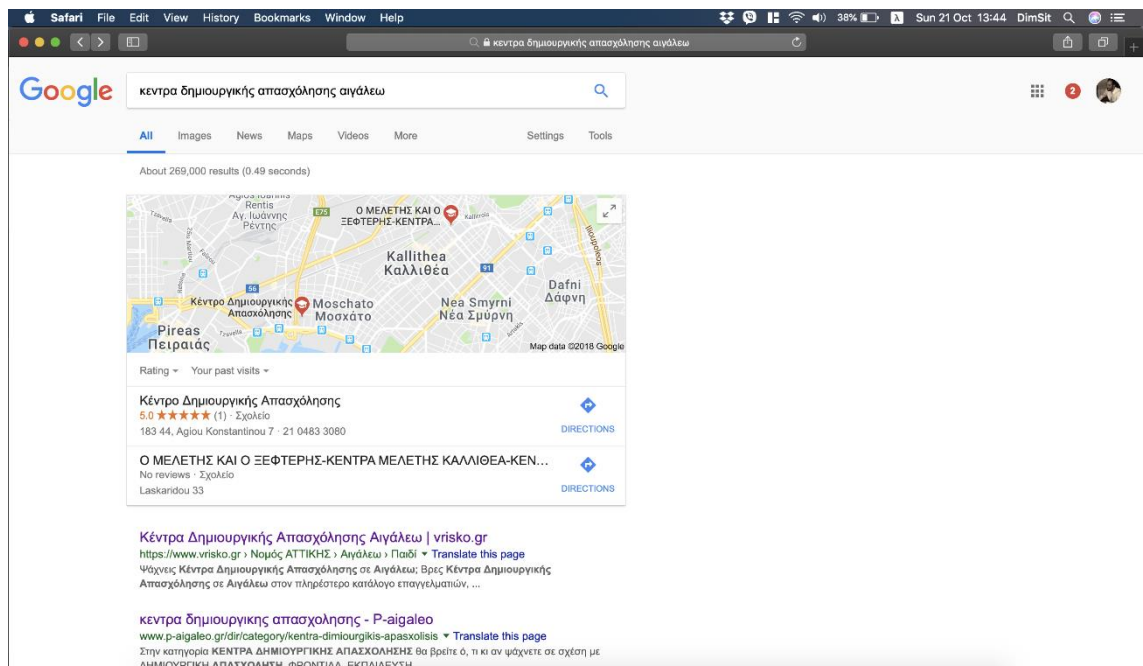 Safari File Edit View History Bookmarks Window Help 38% Sun 21 Oct 13:44 DimSit
κεντρα δημιουργικής απασχόλησης αιγάλεω
Google κεντρα δημιουργικής απασχόλησης αιγάλεω 2
All Images News Maps Videos More Settings Tools
About 269,000 results (0.49 seconds)
Rentis
Αγ. Ιωάννης
Ρέντης
E75
Ο ΜΕΛΕΤΗΣ ΚΑΙ Ο
ΞΕΦΤΕΡΗΣ-ΚΕΝΤΡΑ...
Kallithea
Καλλιθέα
91
56
Dafni
Δάφνη
Κέντρο Δημιουργικής
Απασχόλησης
Moschato
Μοσχάτο
Nea Smyrni
Νέα Σμύρνη
Pireas
Πειραιάς
Map data ©2018 Google
Rating Your past visits
Κέντρο Δημιουργικής Απασχόλησης
5.0 ★★★★★ (1) · Σχολείο
183 44, Agiou Konstantinou 7 · 21 0483 3080
DIRECTIONS
Ο ΜΕΛΕΤΗΣ ΚΑΙ Ο ΞΕΦΤΕΡΗΣ-ΚΕΝΤΡΑ ΜΕΛΕΤΗΣ ΚΑΛΛΙΘΕΑ-ΚΕΝ...
No reviews · Σχολείο
Laskaridou 33
DIRECTIONS
Κέντρα Δημιουργικής Απασχόλησης Αιγάλεω | vrisko.gr
https://www.vrisko.gr › Νομός ΑΤΤΙΚΗΣ › Αιγάλεω › Παιδί ▾ Translate this page
Ψάχνεις Κέντρα Δημιουργικής Απασχόλησης σε Αιγάλεω; Βρες Κέντρα Δημιουργικής
Απασχόλησης σε Αιγάλεω στον πληρέστερο κατάλογο επαγγελματιών, ...
κεντρα δημιουργικης απασχολησης - P-aigaleo
www.p-aigaleo.gr/dir/category/kentra-dimiourgikis-apasxolisis ▾ Translate this page
Στην κατηγορία ΚΕΝΤΡΑ ΔΗΜΙΟΥΡΓΙΚΗΣ ΑΠΑΣΧΟΛΗΣΗΣ θα βρείτε ό, τι κι αν ψάχνετε σε σχέση με
ΔΗΜΙΟΥΡΓΙΚΗ ΑΠΑΣΧΟΛΗΣΗ, ΦΡΟΝΤΙΔΑ, ΕΚΠΑΙΔΕΥΣΗ